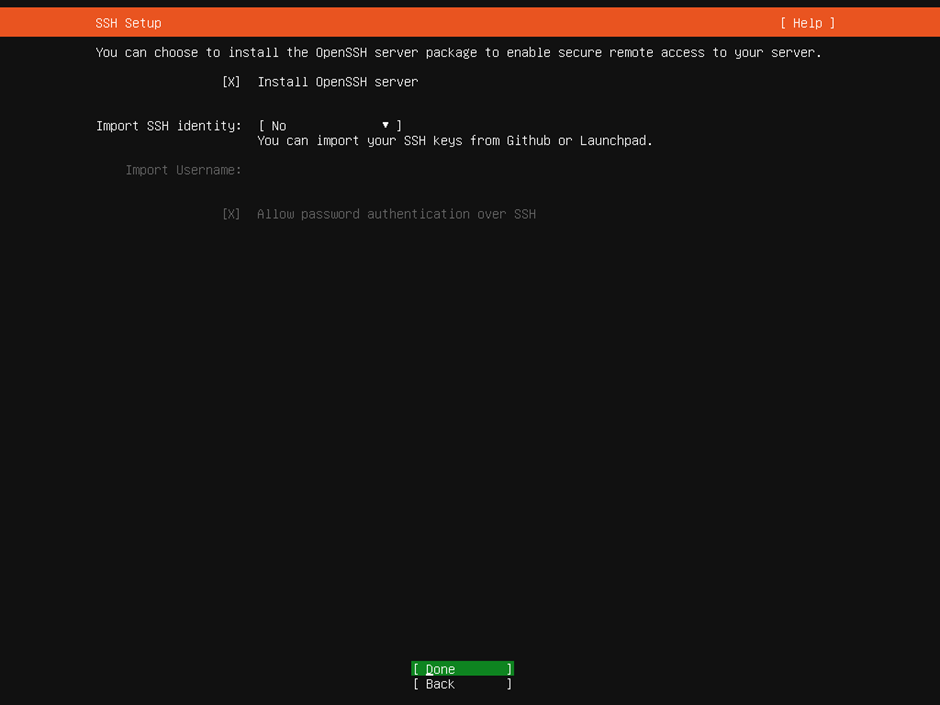 SSH Setup [ Help ]
You can choose to install the OpenSSH server package to enable secure remote access to your server.
[X] Install OpenSSH server
Import SSH identity: [ No ▼ ]
You can import your SSH keys from Github or Launchpad.
Import Username:
[X] Allow password authentication over SSH
[ Done ]
[ Back ]